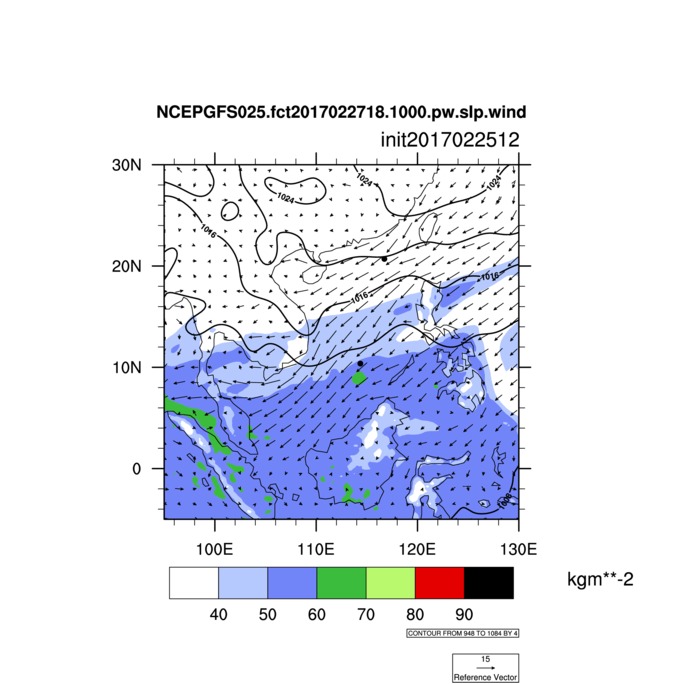 NCEPGFS025.fct2017022718.1000.pw.slp.wind
init2017022512
30N
1024
1024
1024
1016
20N
1016
1016
10N
0
1008
100E 110E 120E 130E
kgm**-2
40 50 60 70 80 90
CONTOUR FROM 948 TO 1084 BY 4
15
Reference Vector